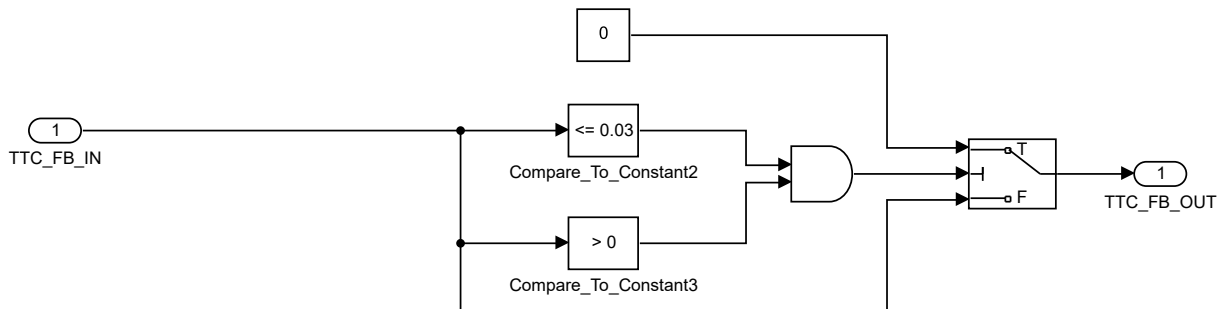 0
1
TTC_FB_IN
<= 0.03
Compare_To_Constant2
T
F
1
TTC_FB_OUT
> 0
Compare_To_Constant3